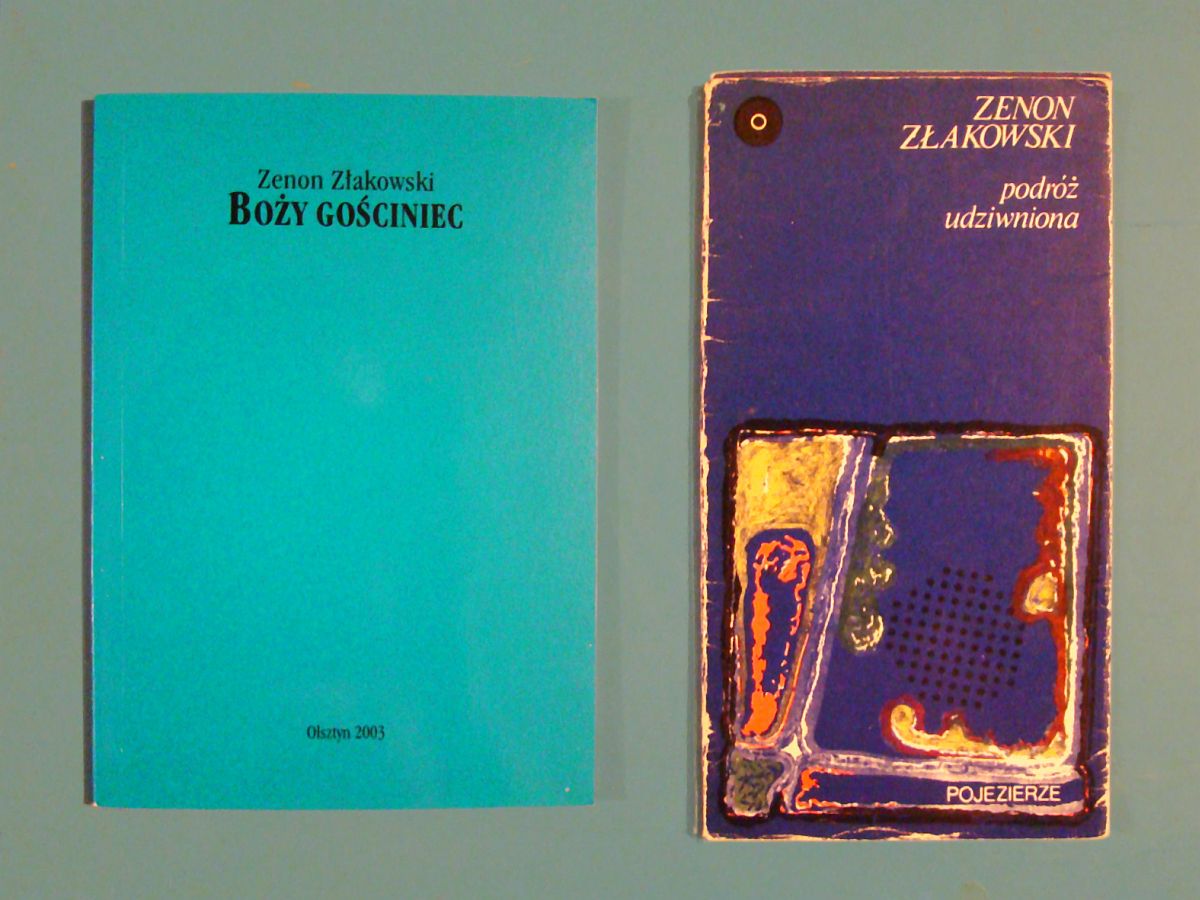 Zenon Złakowski
BOŻY GOŚCINIEC
Olsztyn 2003
ZENON
ZŁAKOWSKI
podróż
udziwniona
POJEZIERZE